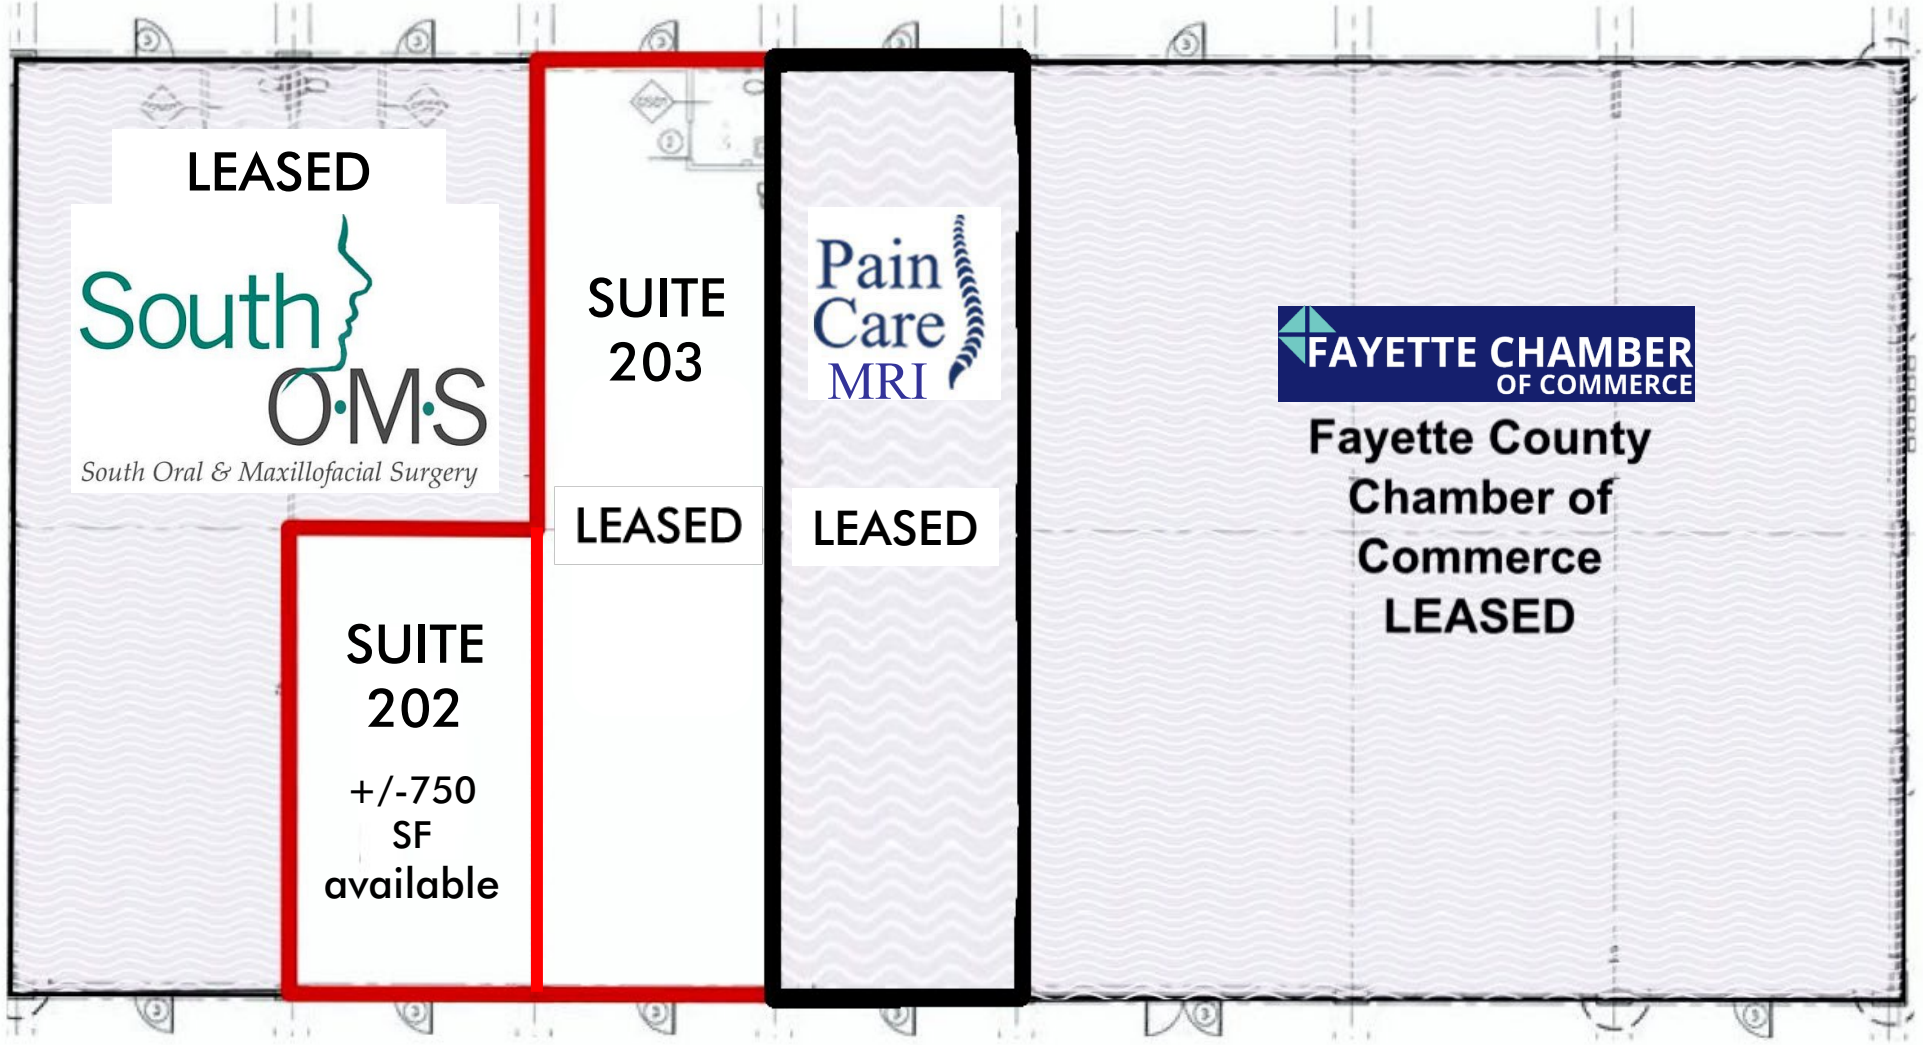 LEASED
South
O·M·S
South Oral & Maxillofacial Surgery
SUITE
203
LEASED
SUITE
202
+/-750
SF
available
Pain
Care
MRI
LEASED
FAYETTE CHAMBER
OF COMMERCE
Fayette County
Chamber of
Commerce
LEASED